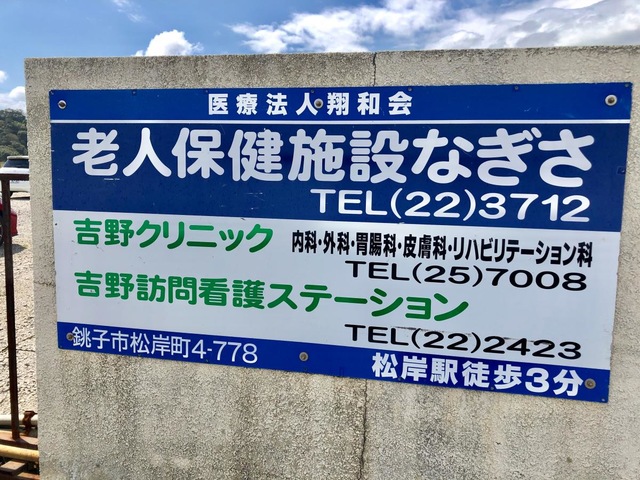 医療法人翔和会
老人保健施設なぎさ
TEL(22)3712
吉野クリニック 内科・外科・胃腸科・皮膚科・リハビリテーション科
TEL(25)7008
吉野訪問看護ステーション
TEL(22)2423
銚子市松岸町4-778 松岸駅徒歩3分